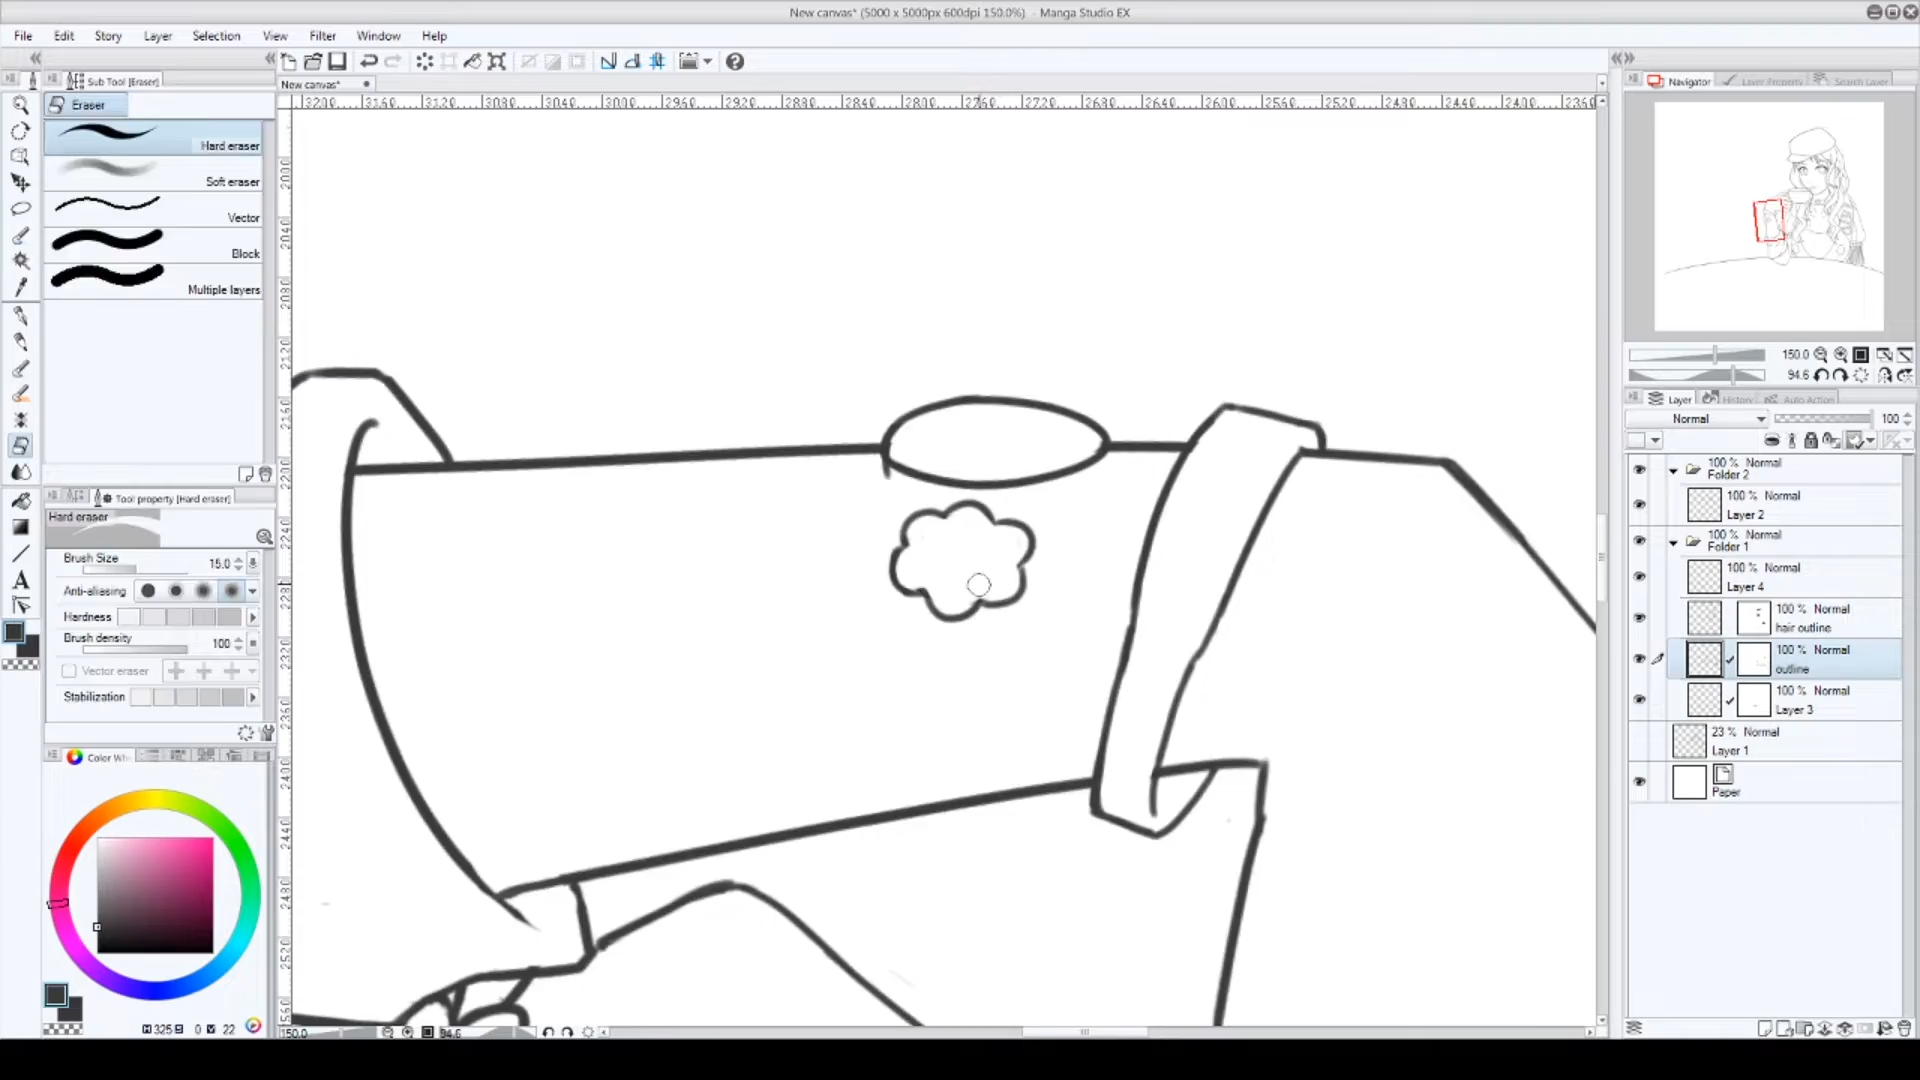 New canvas* (5000 x 5000px 600dpi 150.0%) - Manga Studio EX
File Edit Story Layer Selection View Filter Window Help
Sub Tool [Eraser]
Eraser
Hard eraser
Soft eraser
Vector
Block
Multiple layers
New canvas*
Tool property [Hard eraser]
Hard eraser
Brush Size 15.0
Anti-aliasing
Hardness
Brush density 100
Vector eraser
Stabilization
Color Whe
H 325 S 0 V 22
150.0 94.6
Navigator Layer Property Search Layer
150.0
94.6
Layer History Auto Action
Normal 100
100 % Normal
Folder 2
100 % Normal
Layer 2
100 % Normal
Folder 1
100 % Normal
Layer 4
100 % Normal
hair outline
100 % Normal
outline
100 % Normal
Layer 3
23 % Normal
Layer 1
Paper